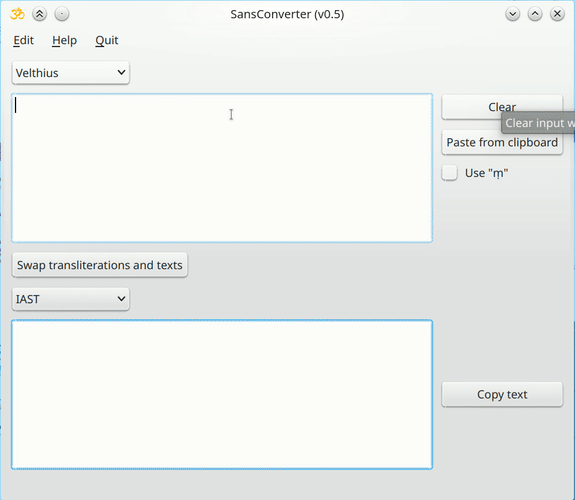 SansConverter (v0.5)
Edit Help Quit
Velthius
Clear
Clear input
Paste from clipboard
Use "ṃ"
Swap transliterations and texts
IAST
Copy text